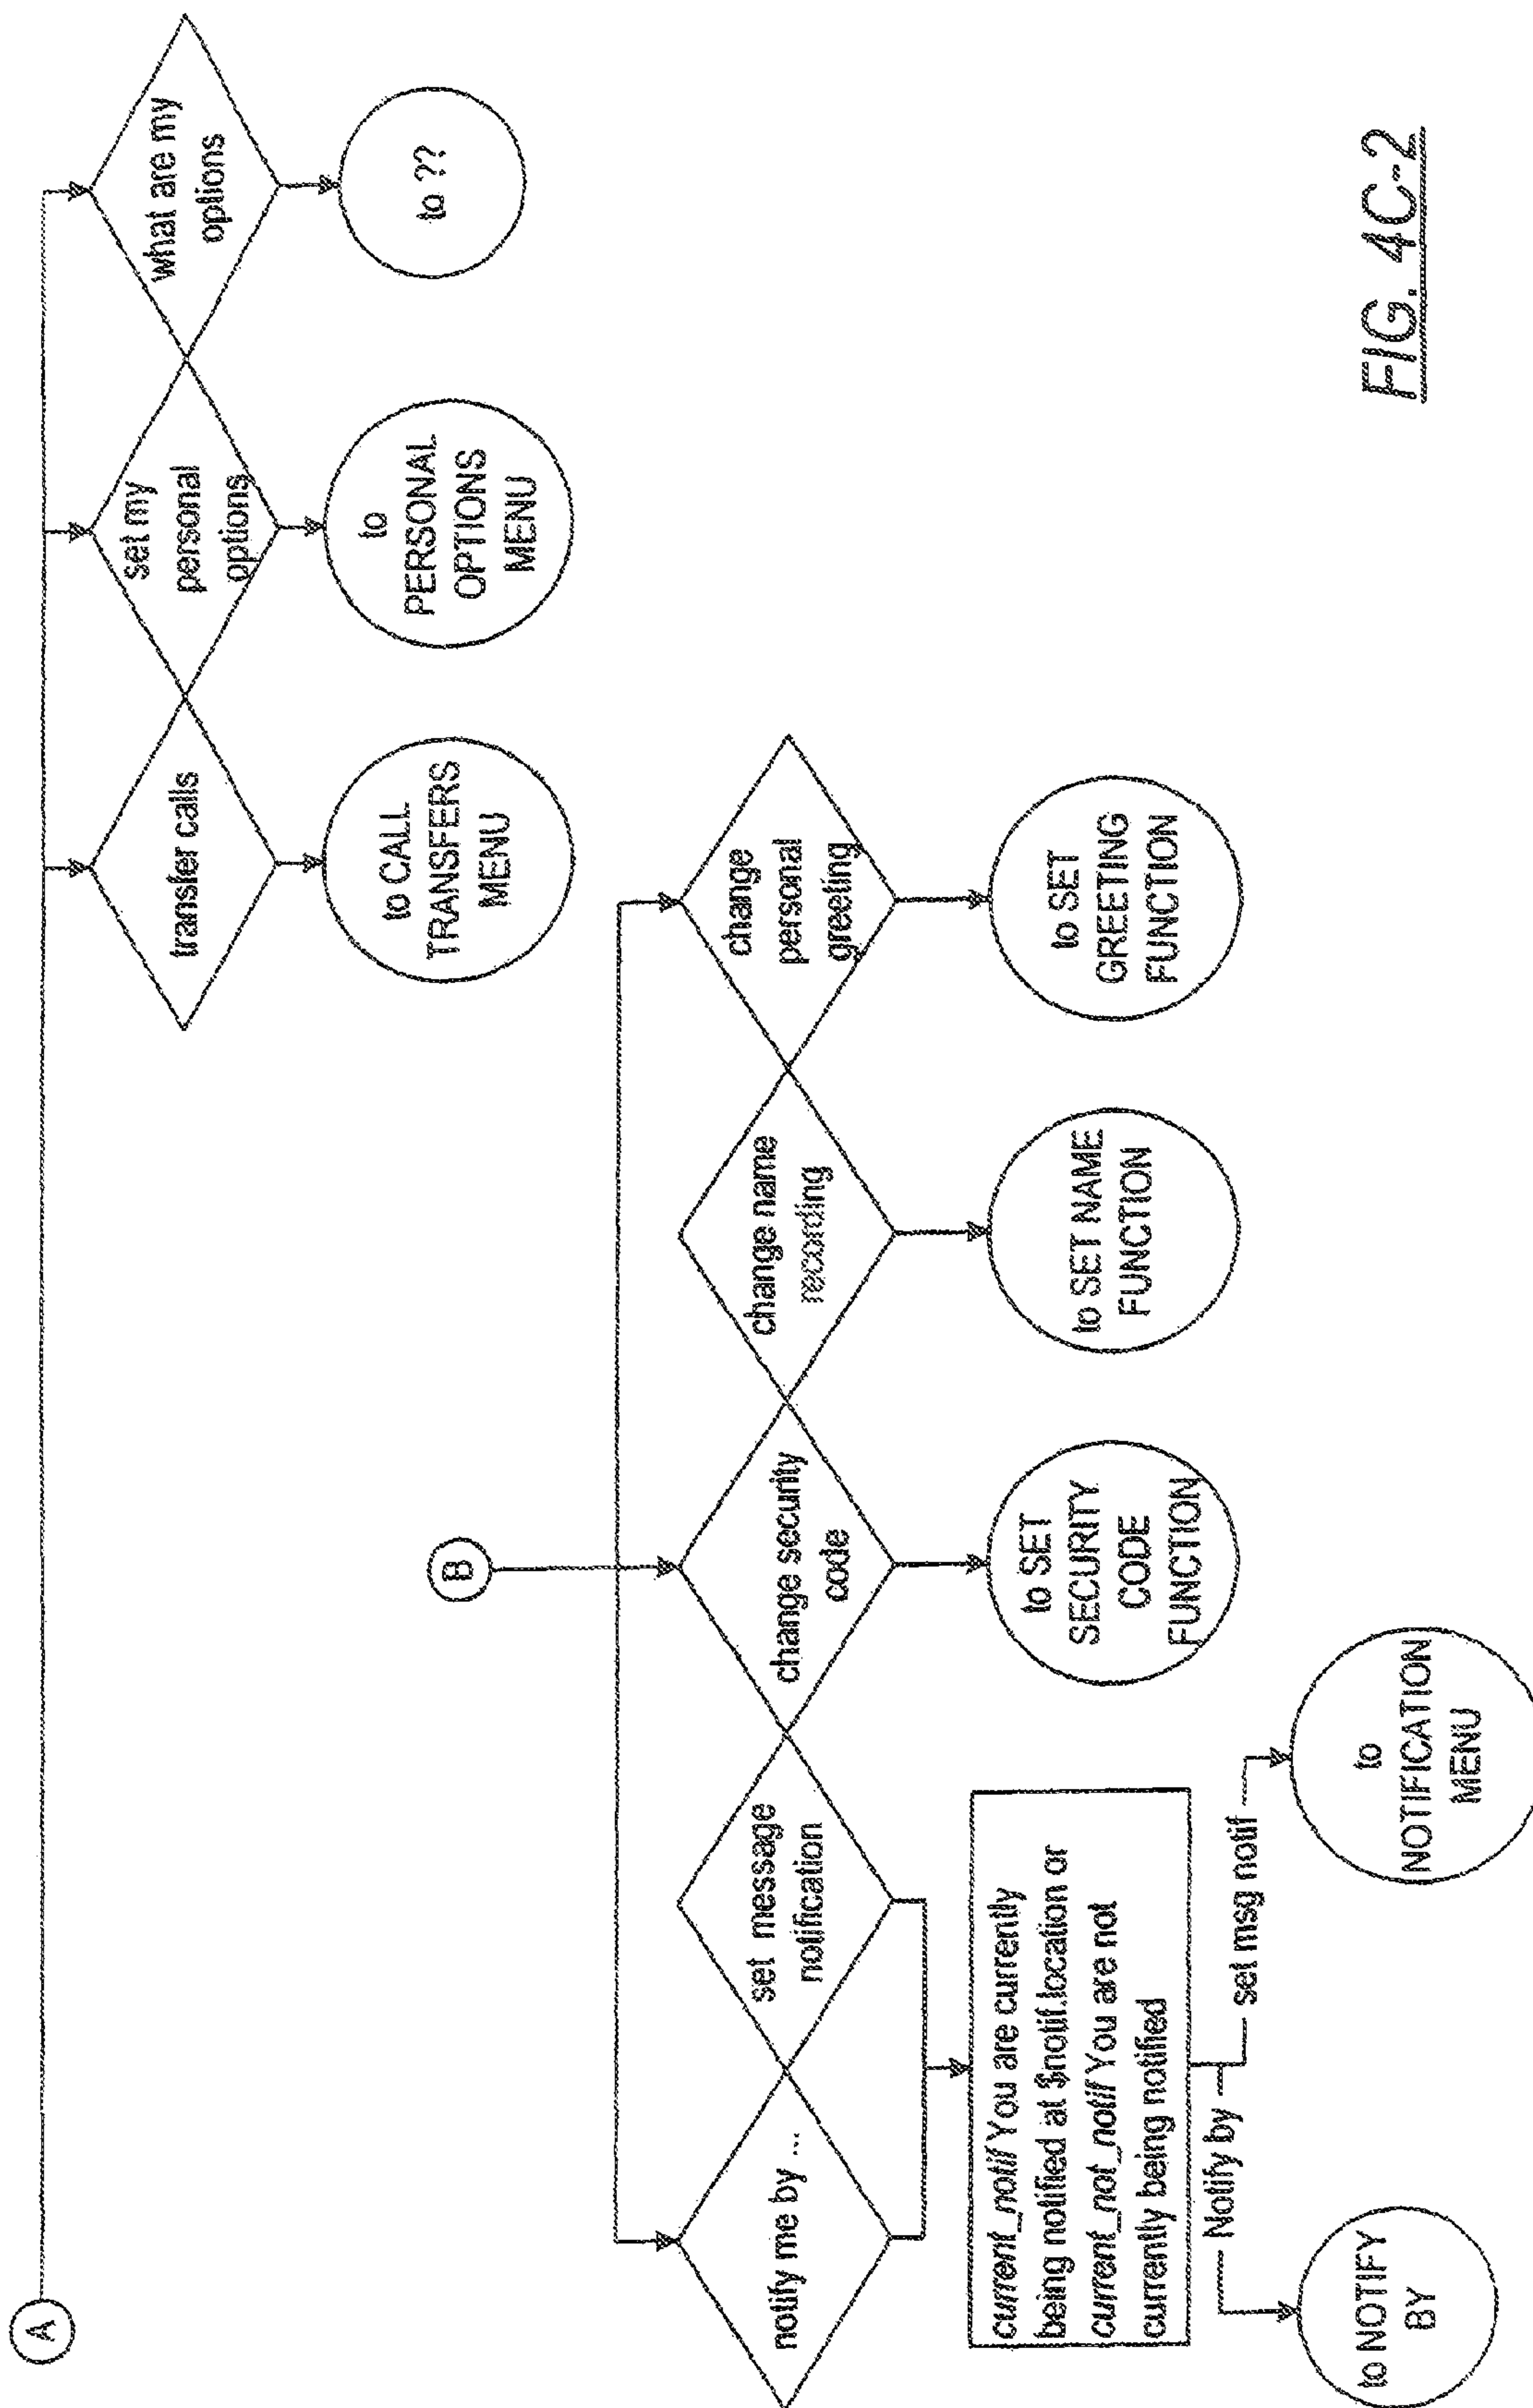 A
transfer calls
set my
personal
options
what are my
options
to CALL
TRANSFERS
MENU
to
PERSONAL
OPTIONS
MENU
to ??
B
notify me by ...
set message
notification
change security
code
change name
recording
change
personal
greeting
current_notif You are currently
being notified at $notif.location or
current_not_notif You are not
currently being notified
to SET
SECURITY
CODE
FUNCTION
to SET NAME
FUNCTION
to SET
GREETING
FUNCTION
Notify by
set msg notif
to NOTIFY
BY
to
NOTIFICATION
MENU
FIG. 4C-2